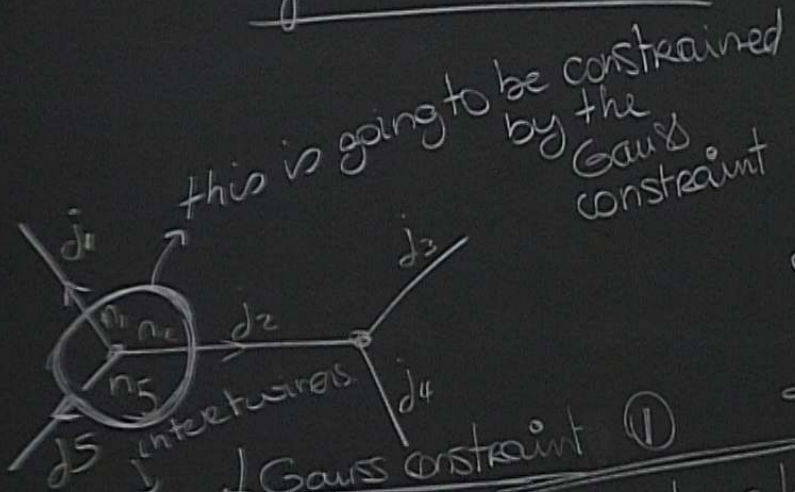 this is going to be constrained
by the
Gauss
constraint
j1
j3
n1 n2 j2
n5
j4
j5 intertwiners
↓ ↓ Gauss constraint ①